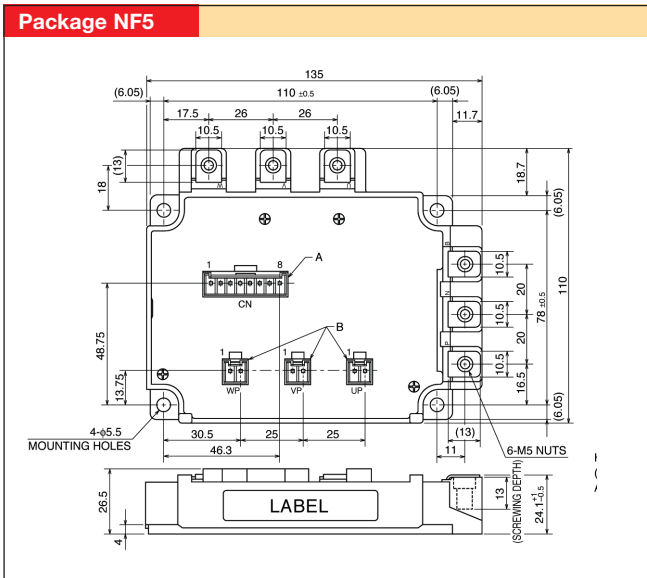 Package NF5
135
(6.05)
110 ±0.5
(6.05)
17.5
26
26
11.7
10.5
10.5
10.5
(13)
18
W
V
U
18.7
(6.05)
1
8
A
CN
B
N
P
10.5
10.5
10.5
20
20
16.5
78 ±0.5
110
(6.05)
48.75
13.75
B
1
1
1
WP
VP
UP
4-ϕ5.5
MOUNTING HOLES
30.5
25
25
46.3
(13)
11
6-M5 NUTS
26.5
4
LABEL
(SCREWING DEPTH)
13
24.1 +1 −0.5